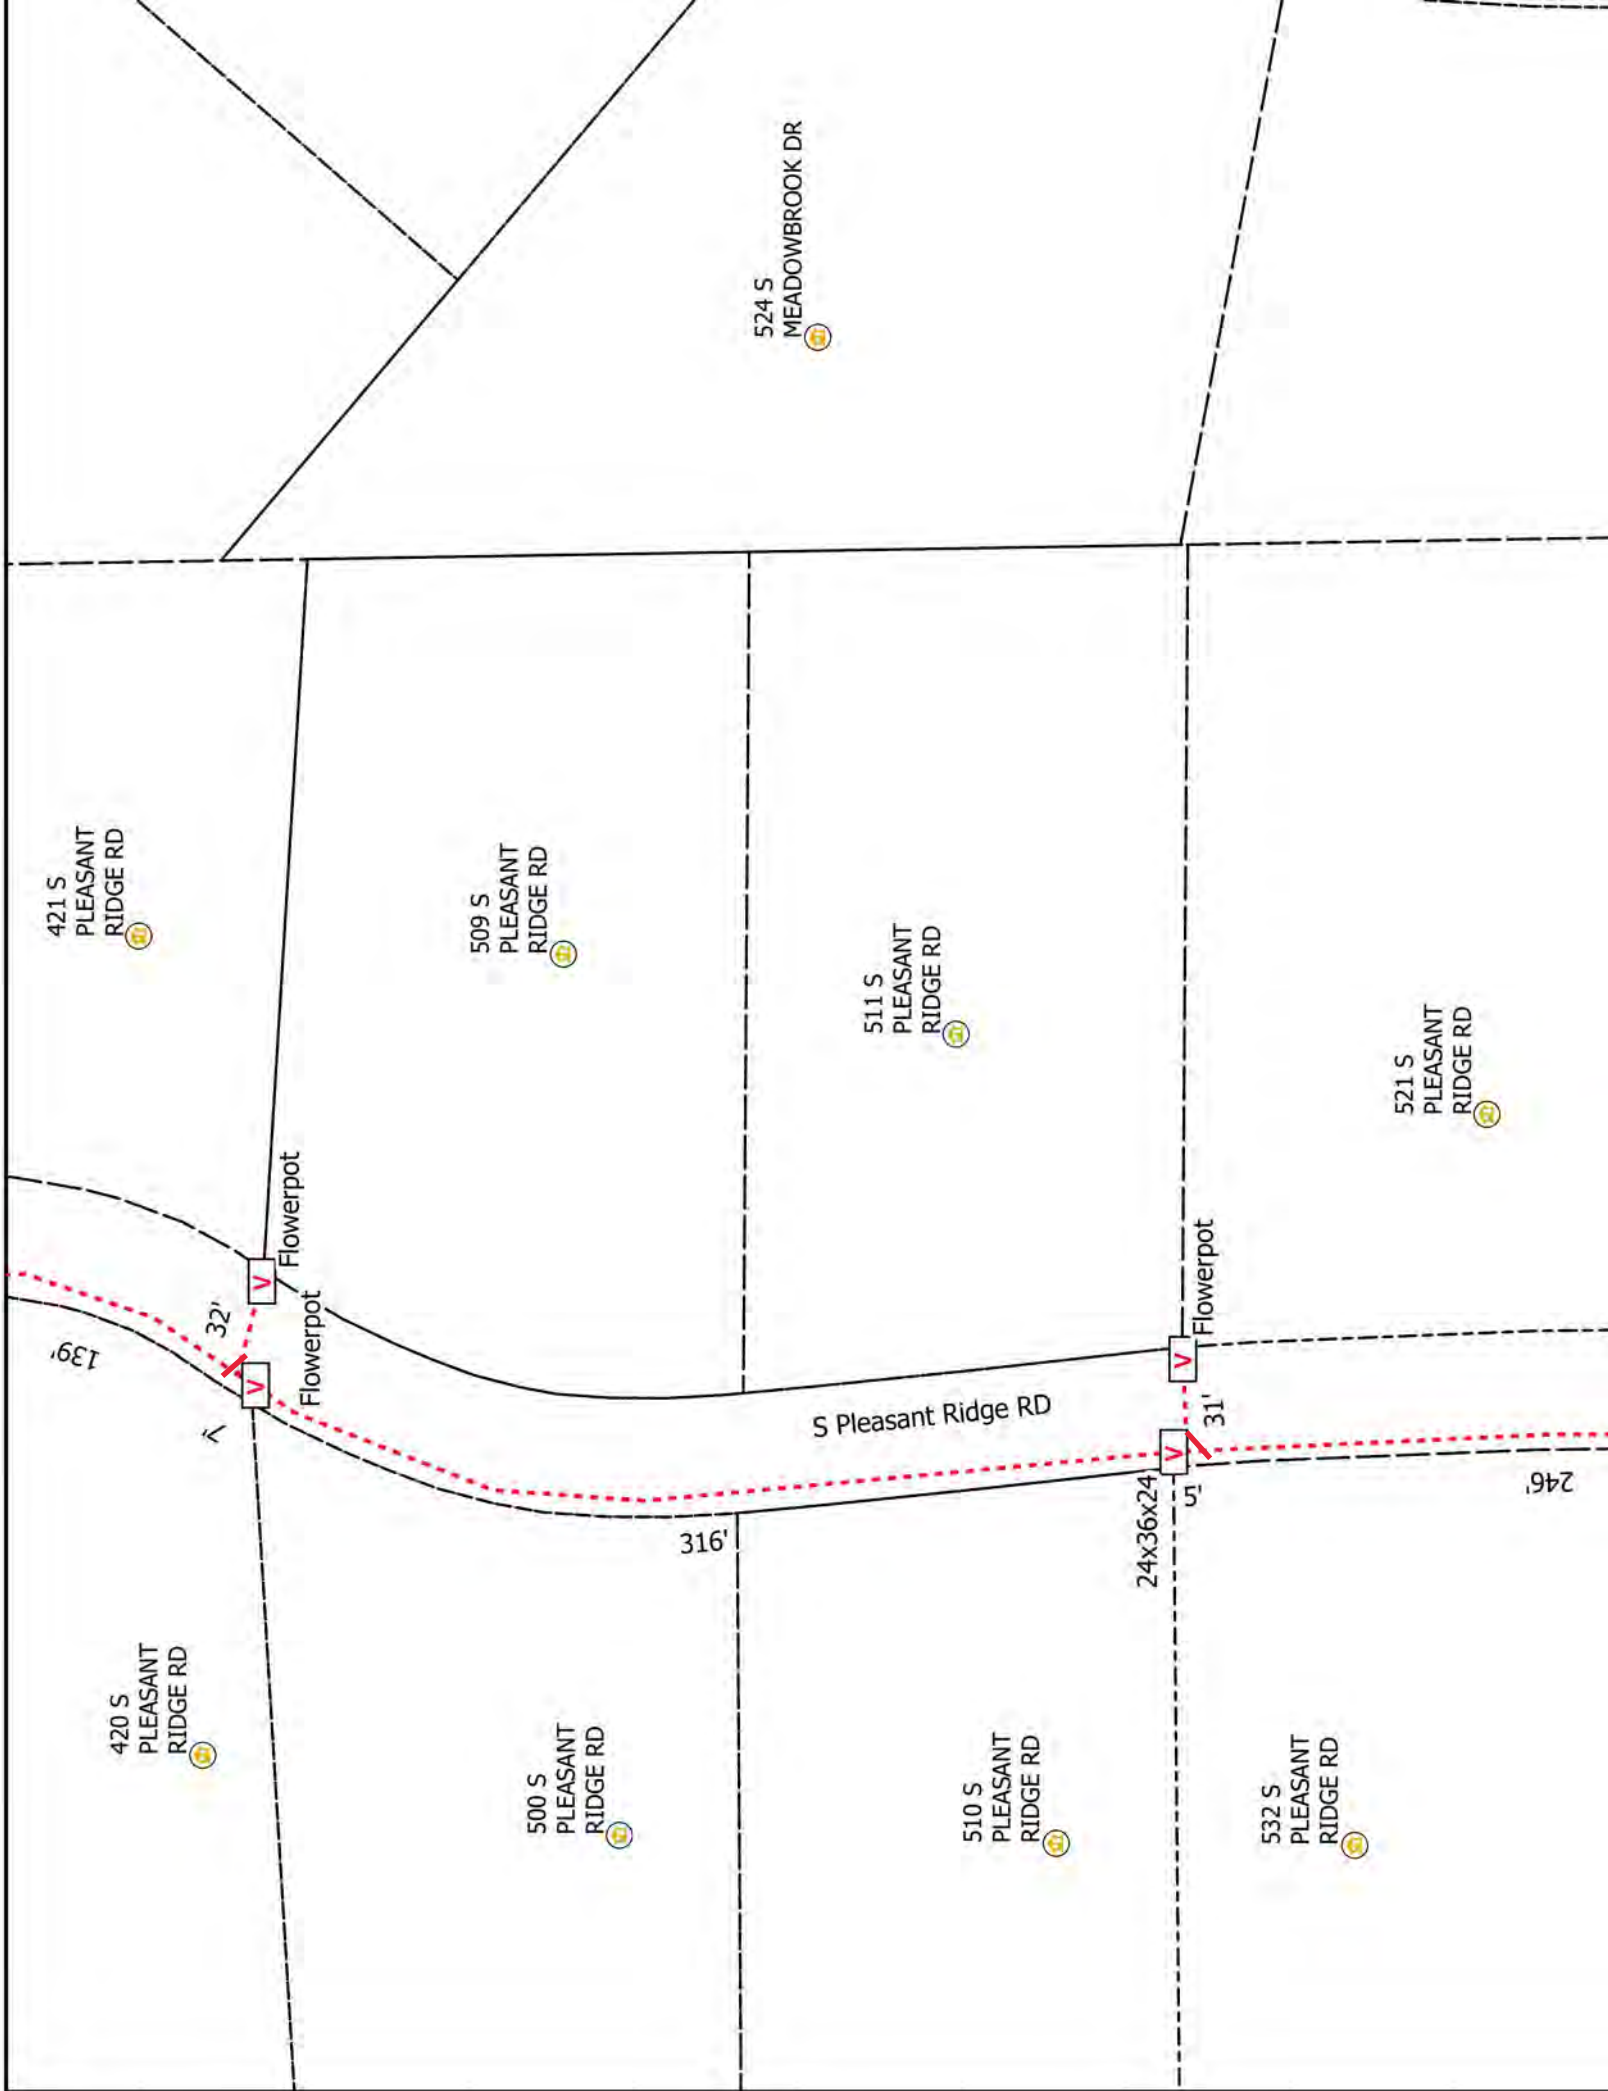 524 S
MEADOWBROOK DR
421 S
PLEASANT
RIDGE RD
509 S
PLEASANT
RIDGE RD
511 S
PLEASANT
RIDGE RD
521 S
PLEASANT
RIDGE RD
Flowerpot
V
32'
139'
Flowerpot
V
Flowerpot
V
31'
S Pleasant Ridge RD
V
24x36x24
5'
246'
316'
420 S
PLEASANT
RIDGE RD
500 S
PLEASANT
RIDGE RD
510 S
PLEASANT
RIDGE RD
532 S
PLEASANT
RIDGE RD